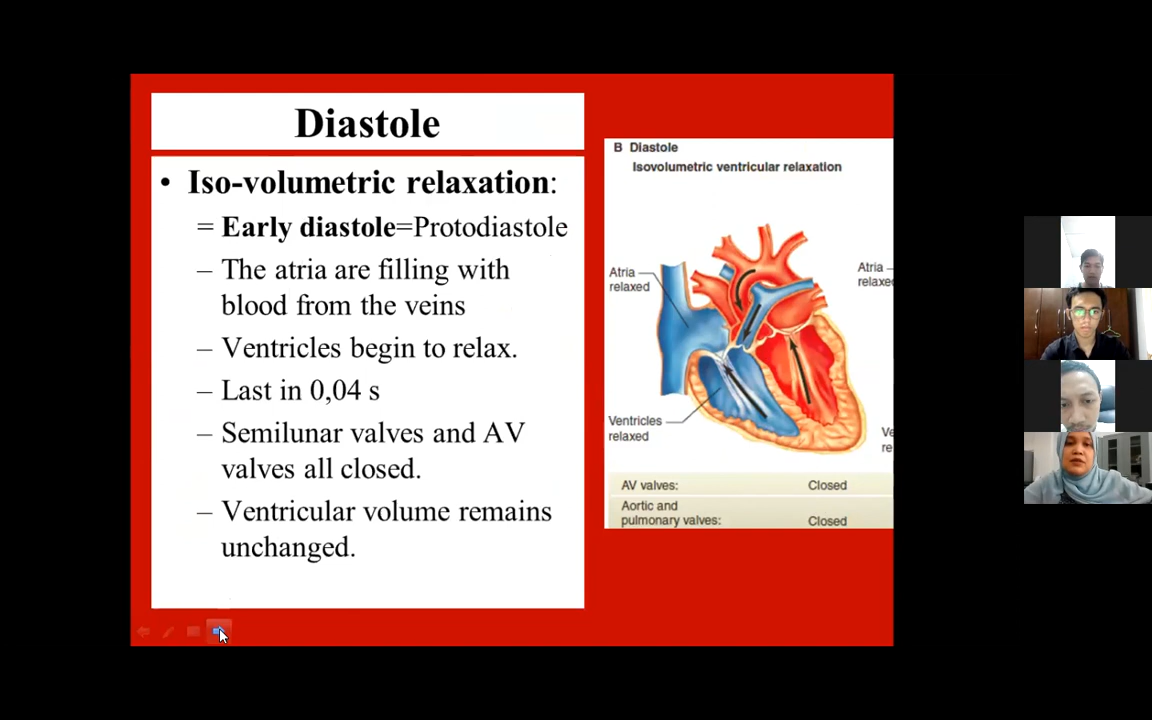 Diastole
• Iso-volumetric relaxation:
= Early diastole=Protodiastole
– The atria are filling with
blood from the veins
– Ventricles begin to relax.
– Last in 0,04 s
– Semilunar valves and AV
valves all closed.
– Ventricular volume remains
unchanged.
B Diastole
Isovolumetric ventricular relaxation
Atria
relaxed
Atria
relaxe
Ventricles
relaxed
Ve
re
AV valves: Closed
Aortic and
pulmonary valves: Closed